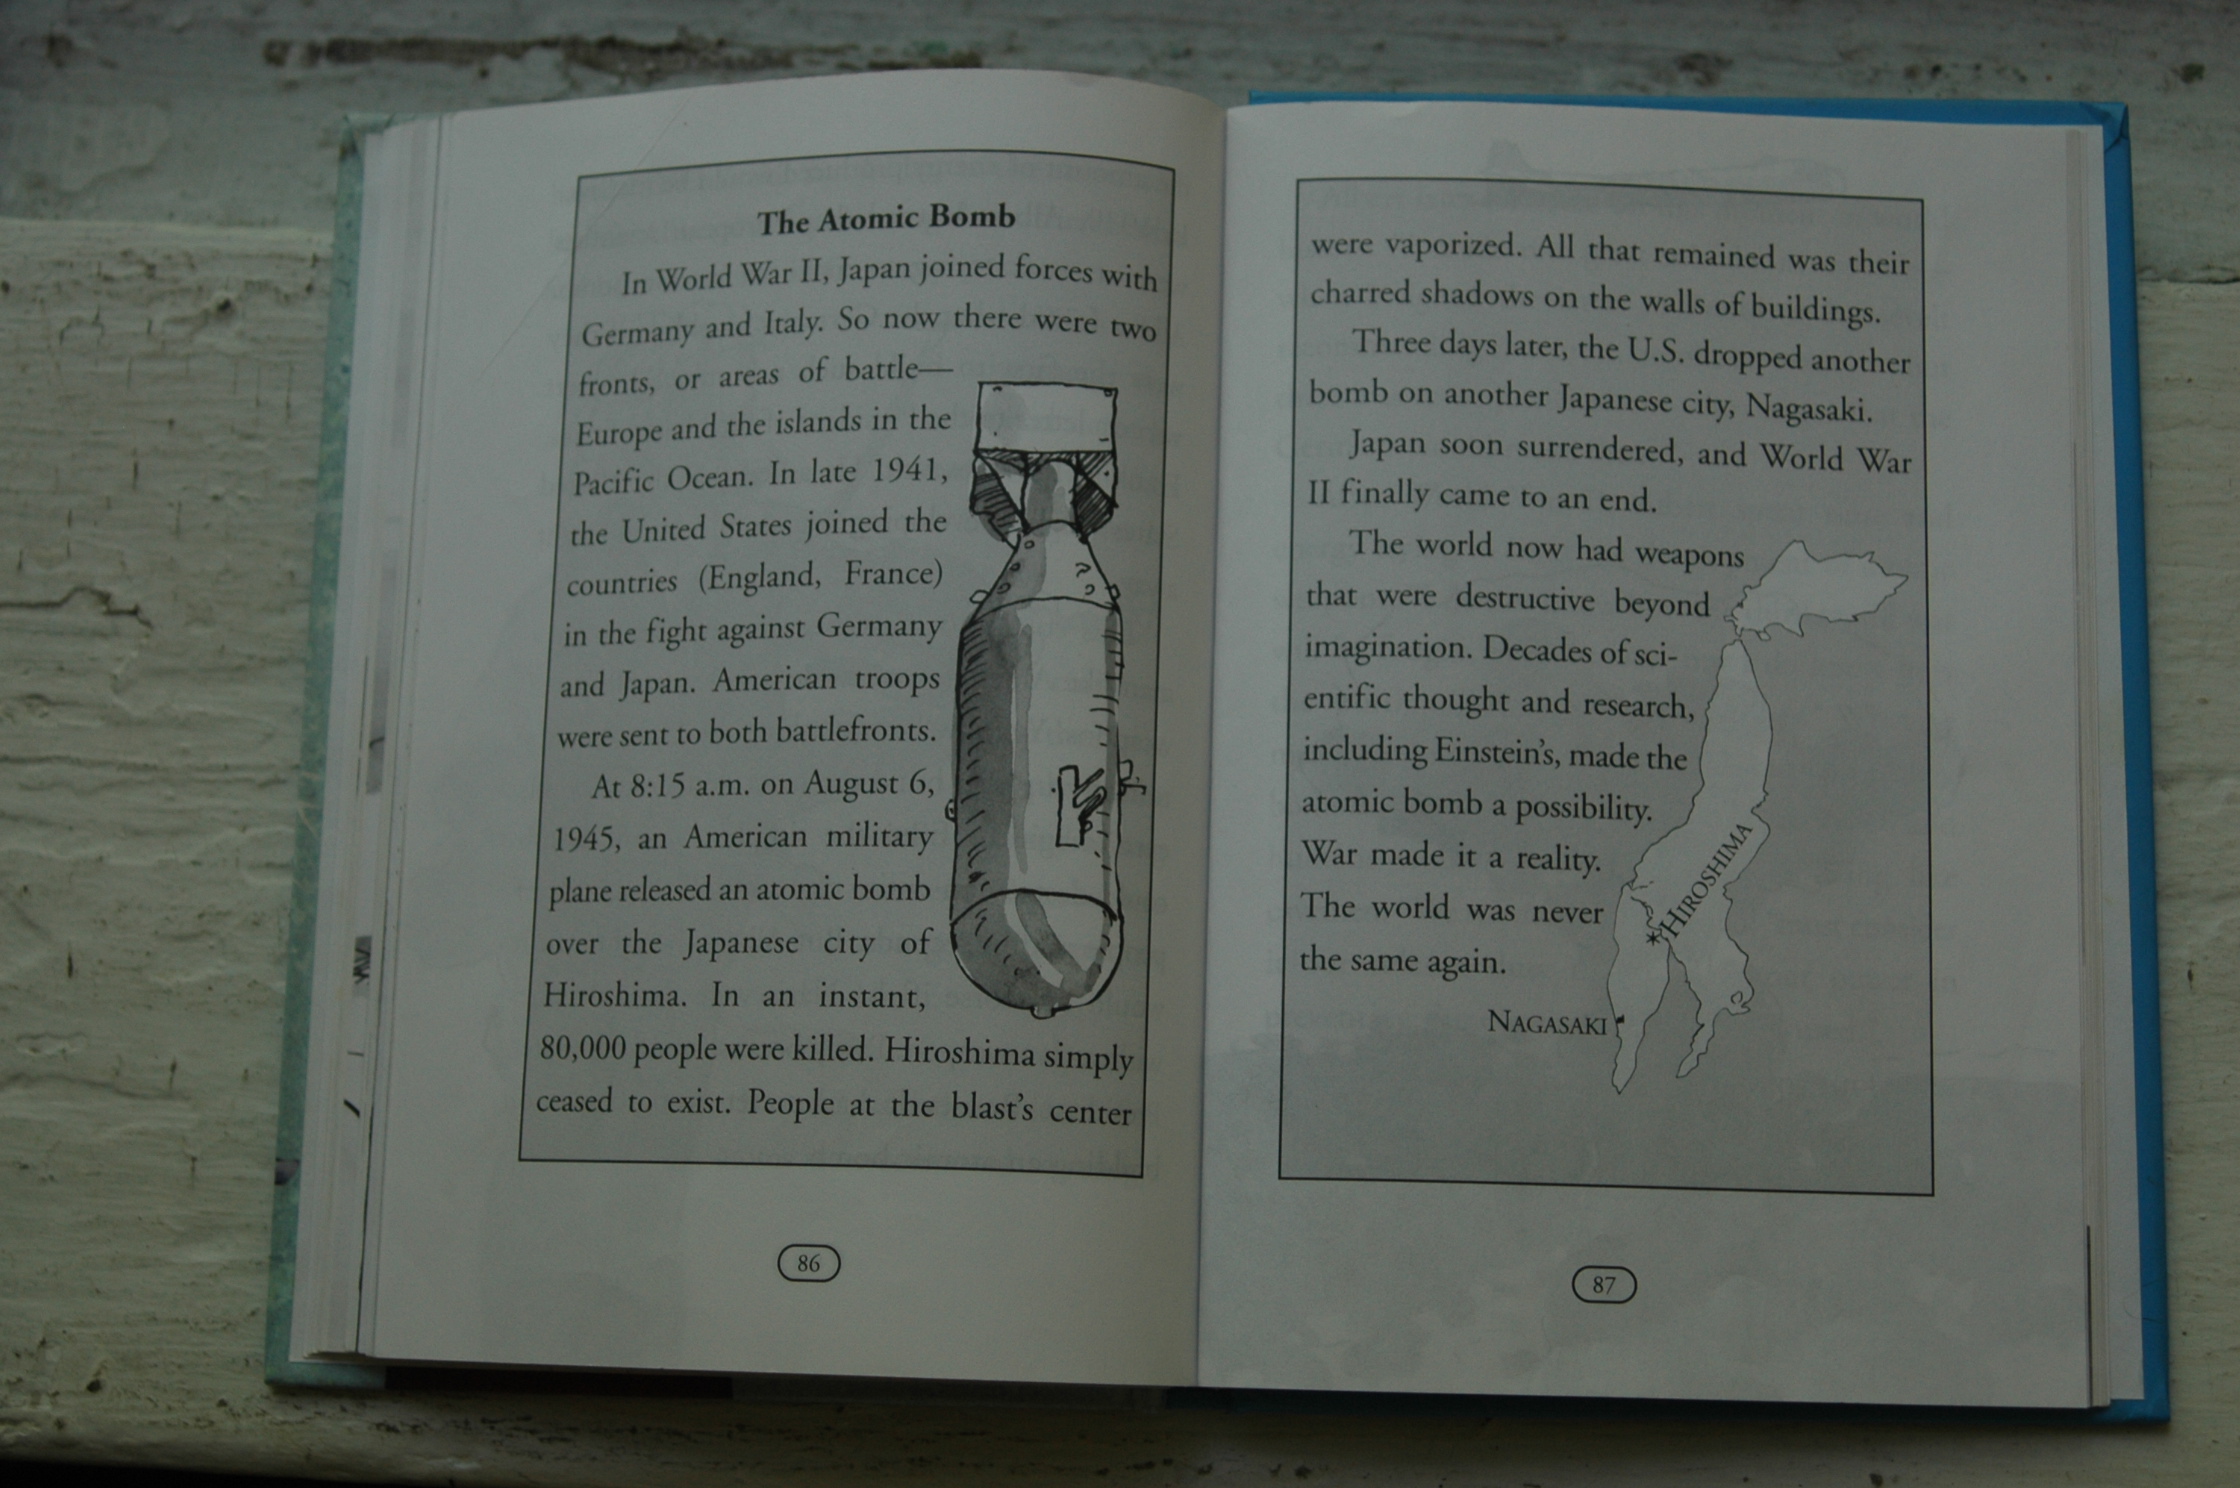 The Atomic Bomb
In World War II, Japan joined forces with
Germany and Italy. So now there were two
fronts, or areas of battle—
Europe and the islands in the
Pacific Ocean. In late 1941,
the United States joined the
countries (England, France)
in the fight against Germany
and Japan. American troops
were sent to both battlefronts.
At 8:15 a.m. on August 6,
1945, an American military
plane released an atomic bomb
over the Japanese city of
Hiroshima. In an instant,
80,000 people were killed. Hiroshima simply
ceased to exist. People at the blast's center
86
were vaporized. All that remained was their
charred shadows on the walls of buildings.
Three days later, the U.S. dropped another
bomb on another Japanese city, Nagasaki.
Japan soon surrendered, and World War
II finally came to an end.
The world now had weapons
that were destructive beyond
imagination. Decades of sci-
entific thought and research,
including Einstein's, made the
atomic bomb a possibility.
War made it a reality.
The world was never
the same again.
HIROSHIMA
NAGASAKI
87